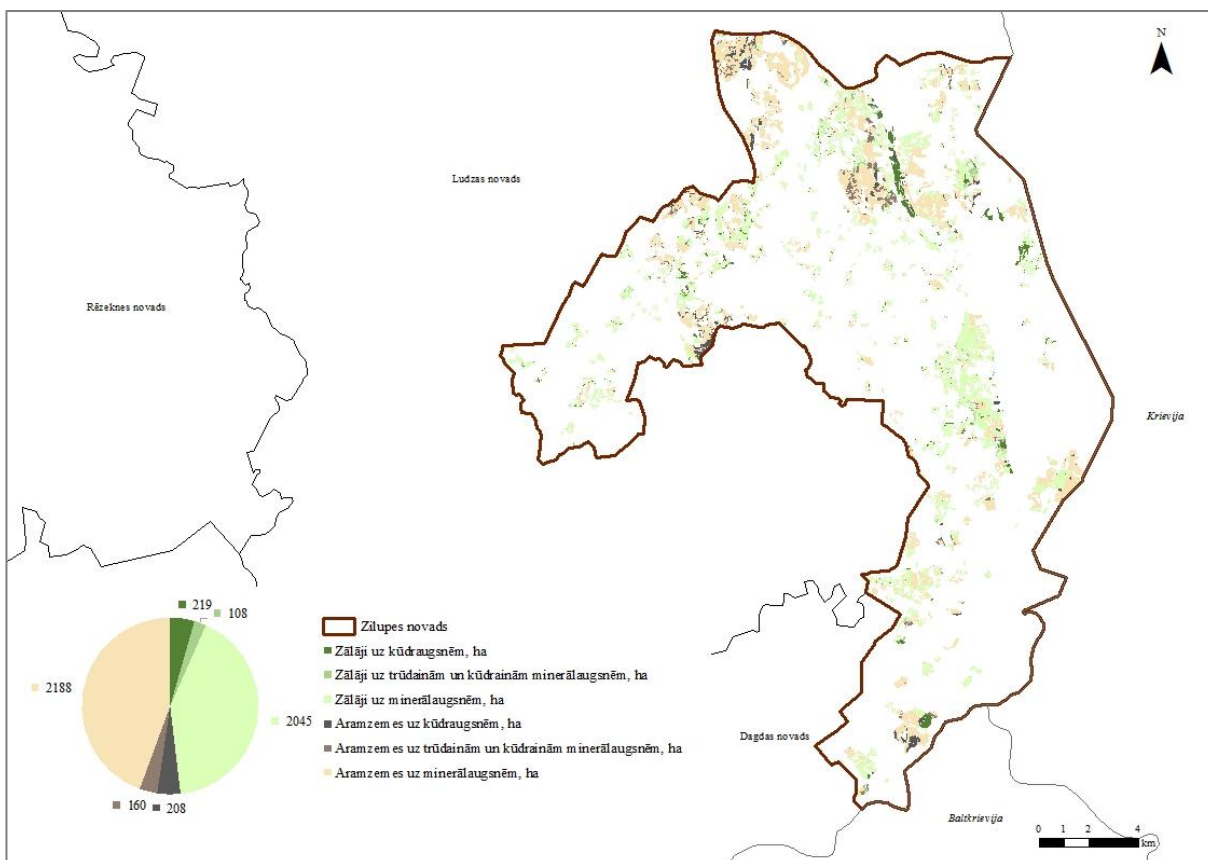 N
Ludzas novads
Rēzeknes novads
Krievija
219
108
2188
2045
160
208
Zilupes novads
Zālāji uz kūdraugsnēm, ha
Zālāji uz trūdainām un kūdrainām minerālaugsnēm, ha
Zālāji uz minerālaugsnēm, ha
Aramzemes uz kūdraugsnēm, ha
Aramzemes uz trūdainām un kūdrainām minerālaugsnēm, ha
Aramzemes uz minerālaugsnēm, ha
Dagdas novads
Baltkrievija
0 1 2 4
km